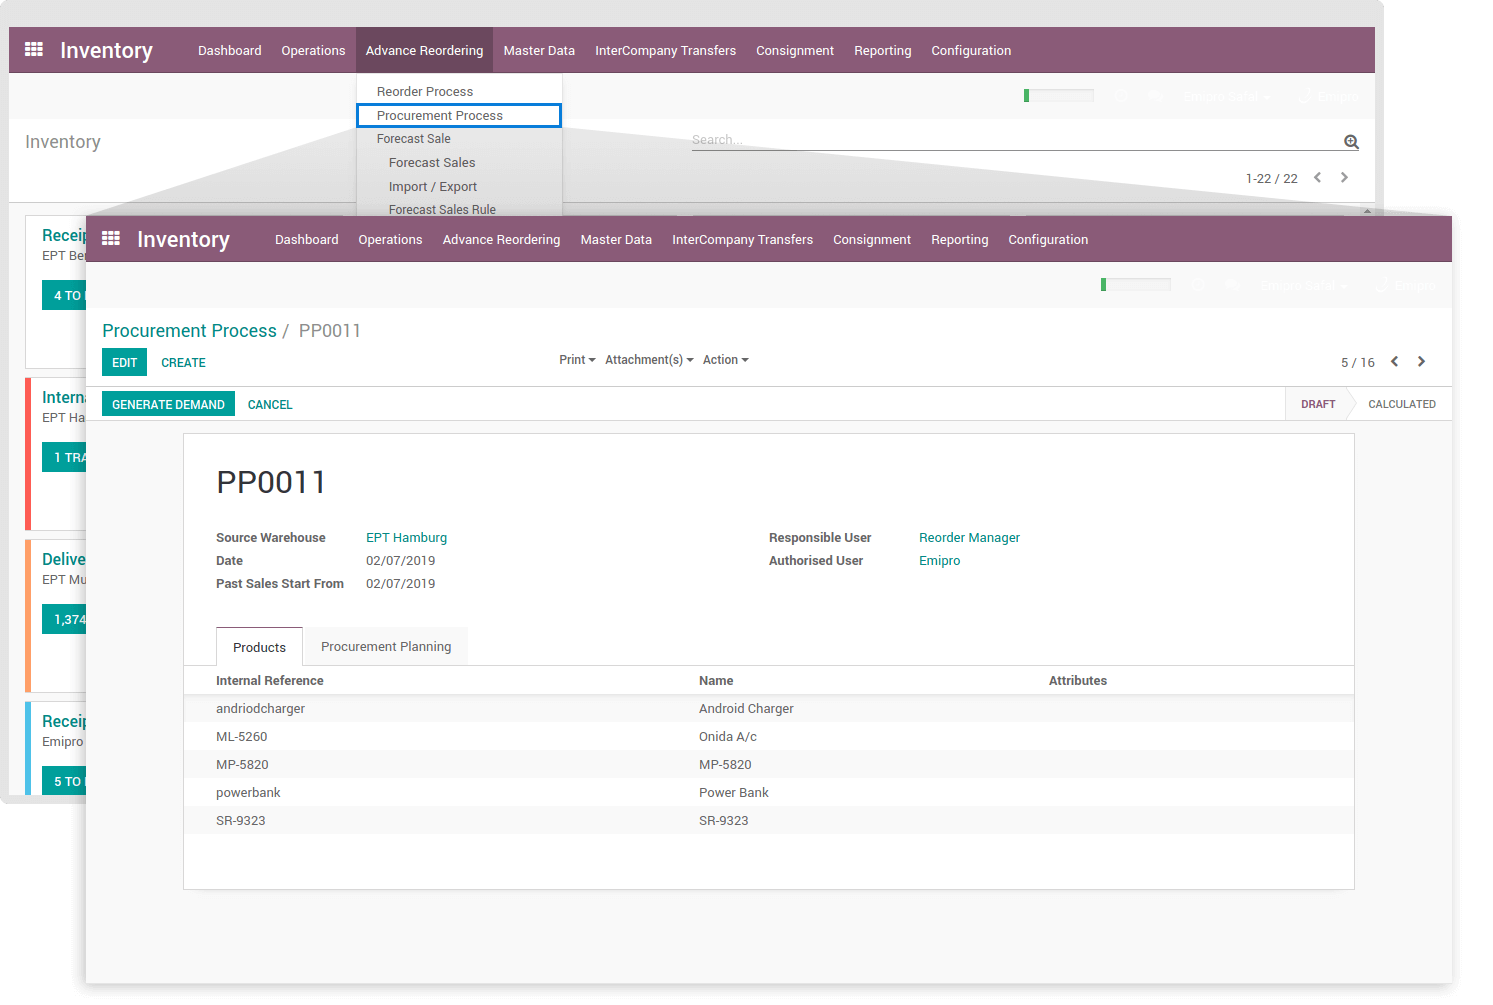 Inventory Dashboard Operations Advance Reordering Master Data InterCompany Transfers Consignment Reporting Configuration
Reorder Process
Procurement Process
Inventory
Forecast Sale
Search...
Forecast Sales
1-22 / 22
Import / Export
Forecast Sales Rule
Receip
EPT Be
4 TO
Interna
EPT Ha
1 TRA
Delive
EPT Mu
1,374
Receip
Emipro
5 TO
Inventory Dashboard Operations Advance Reordering Master Data InterCompany Transfers Consignment Reporting Configuration
Procurement Process / PP0011
EDIT CREATE Print Attachment(s) Action 5 / 16
GENERATE DEMAND CANCEL DRAFT CALCULATED
PP0011
Source Warehouse EPT Hamburg Responsible User Reorder Manager
Date 02/07/2019 Authorised User Emipro
Past Sales Start From 02/07/2019
Products Procurement Planning
Internal Reference Name Attributes
andriodcharger Android Charger
ML-5260 Onida A/c
MP-5820 MP-5820
powerbank Power Bank
SR-9323 SR-9323